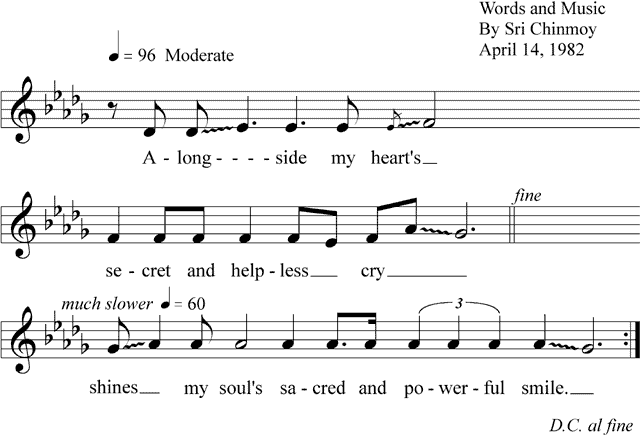 Words and Music
By Sri Chinmoy
April 14, 1982
♩ = 96 Moderate
A - long - - - - side my heart's
fine
se - cret and help - less cry
much slower ♩ = 60
3
shines my soul's sa - cred and po - wer - ful smile.
D.C. al fine